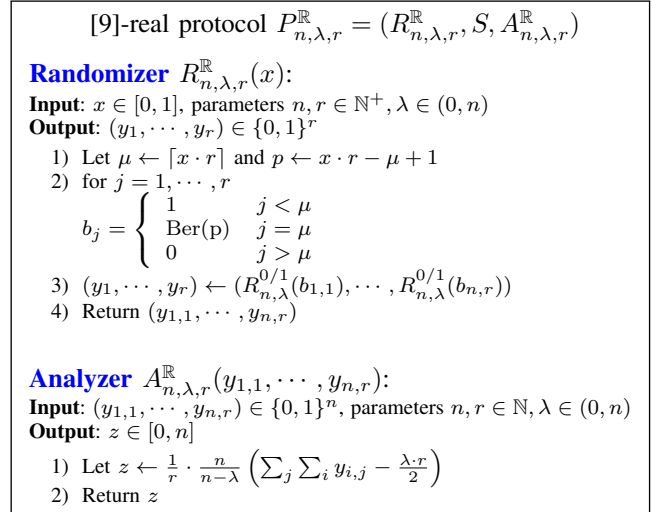 [9]-real protocol $P^{\mathbb{R}}_{n,\lambda,r} = (R^{\mathbb{R}}_{n,\lambda,r}, S, A^{\mathbb{R}}_{n,\lambda,r})$
Randomizer $R^{\mathbb{R}}_{n,\lambda,r}(x)$:
Input: $x \in [0, 1]$, parameters $n, r \in \mathbb{N}^+, \lambda \in (0, n)$
Output: $(y_1, \cdots, y_r) \in \{0, 1\}^r$
1) Let $\mu \leftarrow \lceil x \cdot r \rceil$ and $p \leftarrow x \cdot r - \mu + 1$
2) for $j = 1, \cdots, r$
$b_j = \begin{cases} 1 & j < \mu \\ \text{Ber(p)} & j = \mu \\ 0 & j > \mu \end{cases}$
3) $(y_1, \cdots, y_r) \leftarrow (R^{0/1}_{n,\lambda}(b_{1,1}), \cdots, R^{0/1}_{n,\lambda}(b_{n,r}))$
4) Return $(y_{1,1}, \cdots, y_{n,r})$
Analyzer $A^{\mathbb{R}}_{n,\lambda,r}(y_{1,1}, \cdots, y_{n,r})$:
Input: $(y_{1,1}, \cdots, y_{n,r}) \in \{0, 1\}^n$, parameters $n, r \in \mathbb{N}, \lambda \in (0, n)$
Output: $z \in [0, n]$
1) Let $z \leftarrow \frac{1}{r} \cdot \frac{n}{n-\lambda} \left( \sum_j \sum_i y_{i,j} - \frac{\lambda \cdot r}{2} \right)$
2) Return $z$